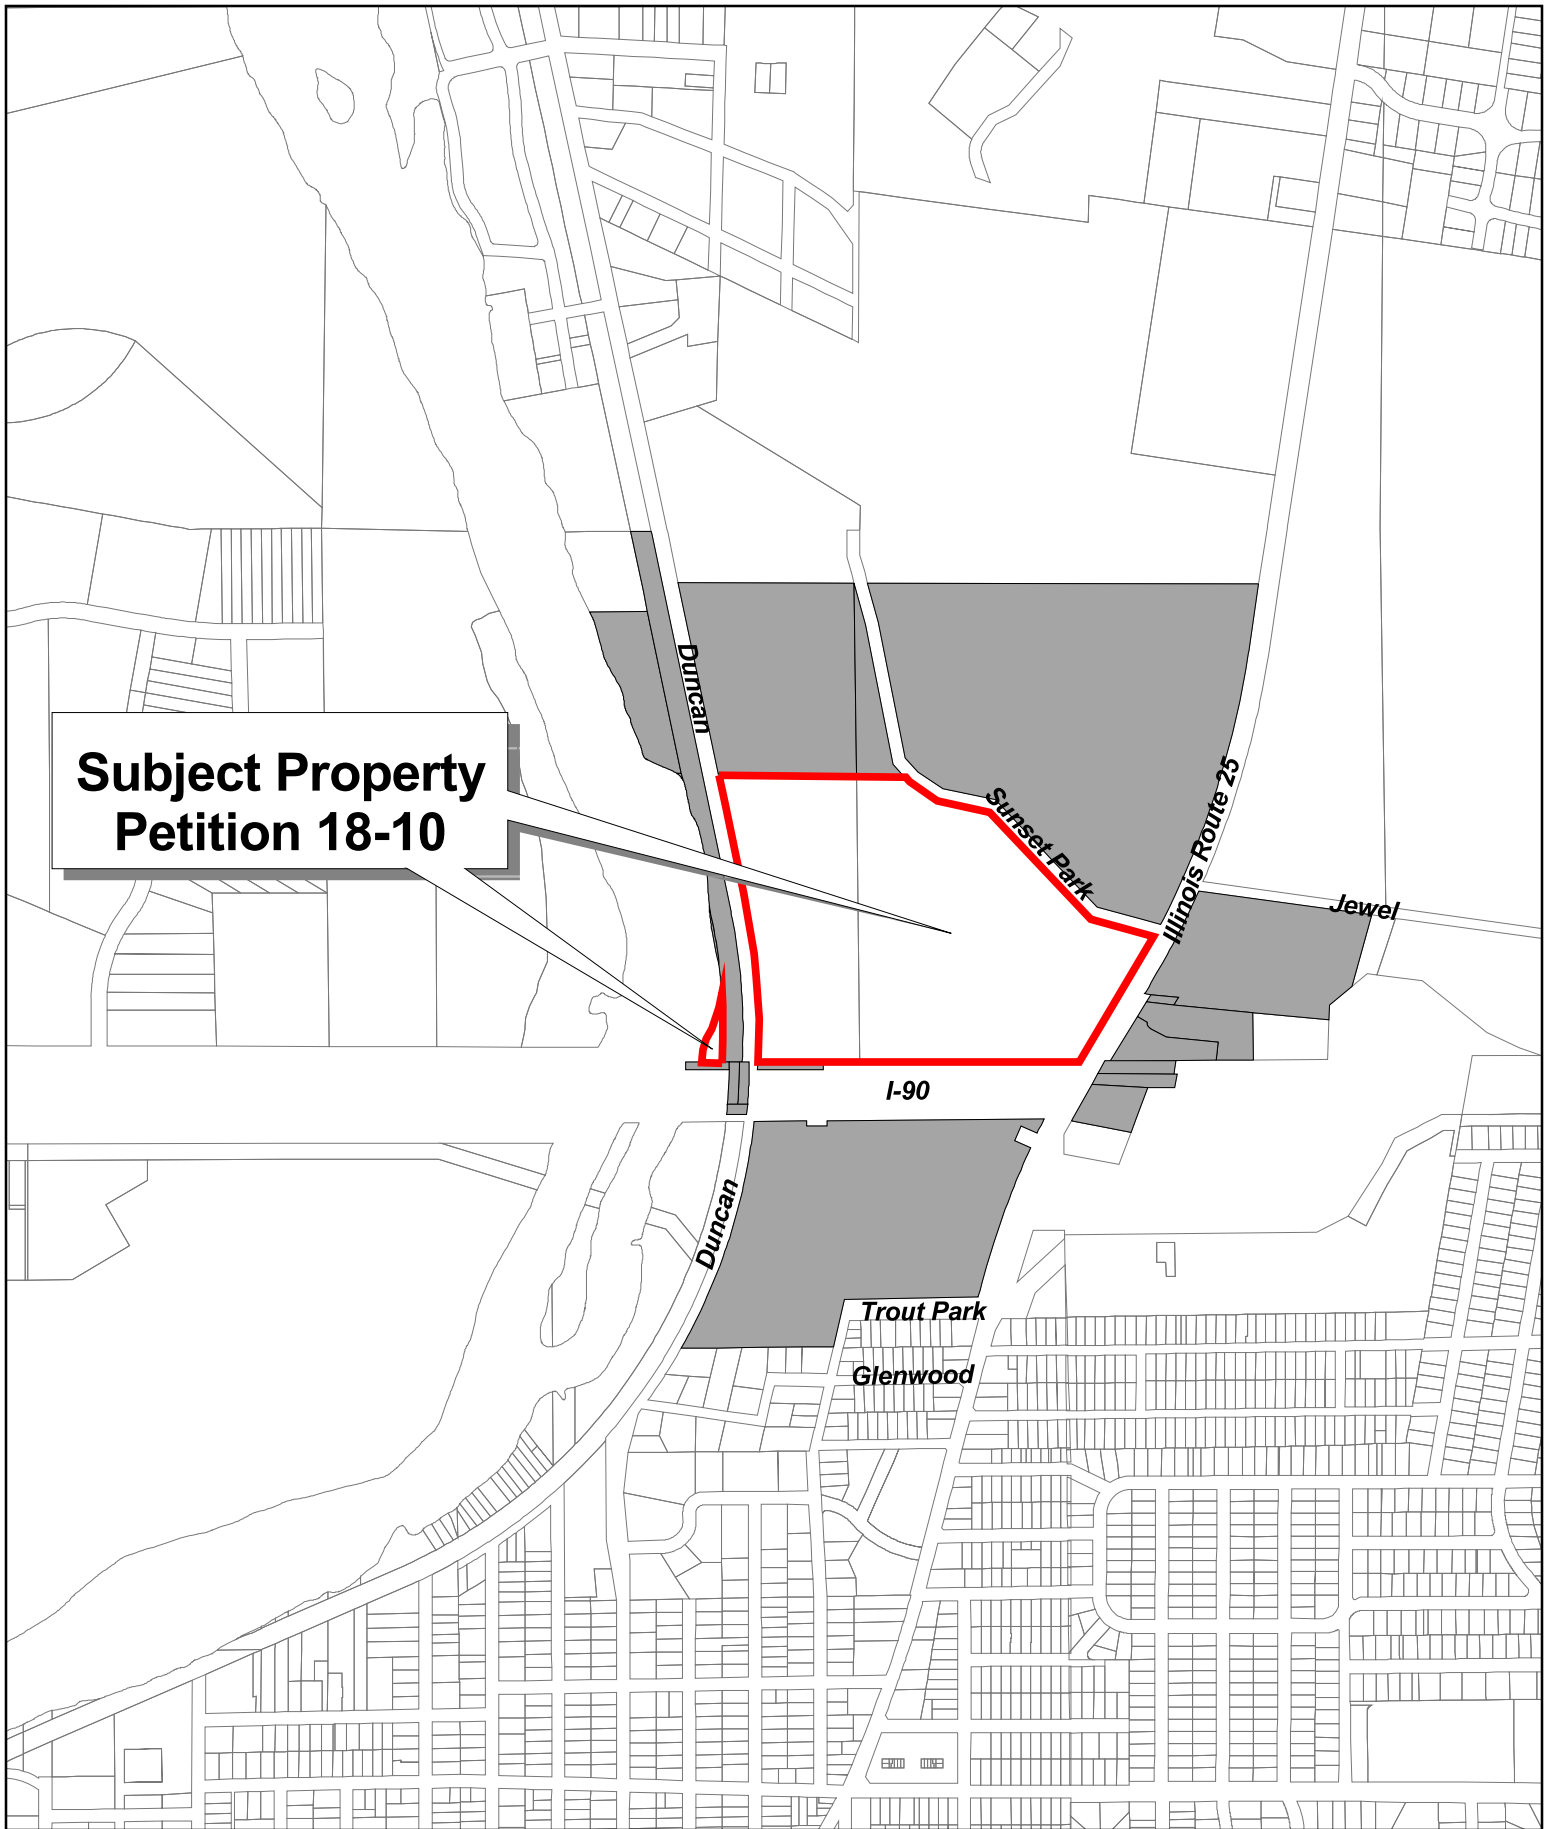 Duncan
Subject Property
Petition 18-10
Sunset Park
Illinois Route 25
Jewel
I-90
Duncan
Trout Park
Glenwood